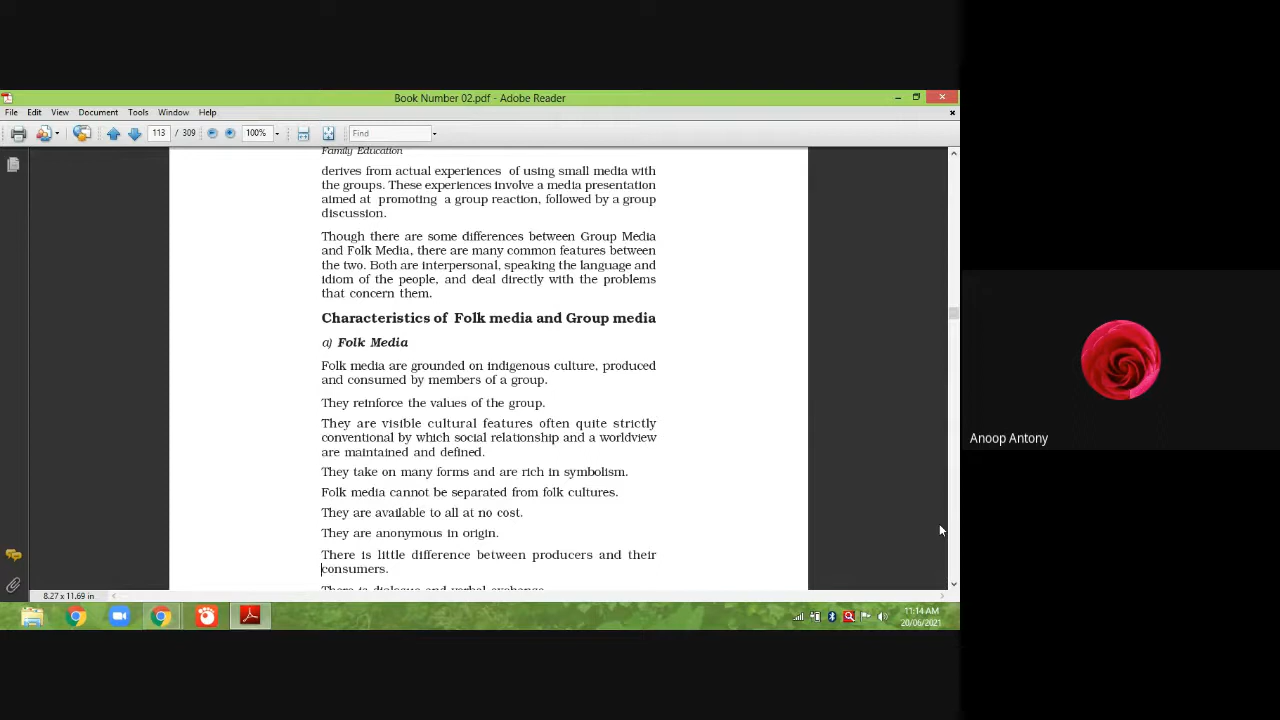 Book Number 02.pdf - Adobe Reader
File Edit View Document Tools Window Help
113 / 309 100% Find
Family Education
derives from actual experiences of using small media with
the groups. These experiences involve a media presentation
aimed at promoting a group reaction, followed by a group
discussion.
Though there are some differences between Group Media
and Folk Media, there are many common features between
the two. Both are interpersonal, speaking the language and
idiom of the people, and deal directly with the problems
that concern them.
Characteristics of Folk media and Group media
a) Folk Media
Folk media are grounded on indigenous culture, produced
and consumed by members of a group.
They reinforce the values of the group.
They are visible cultural features often quite strictly
conventional by which social relationship and a worldview
are maintained and defined.
They take on many forms and are rich in symbolism.
Folk media cannot be separated from folk cultures.
They are available to all at no cost.
They are anonymous in origin.
There is little difference between producers and their
consumers.
There is dialogue and verbal
8.27 x 11.69 in
11:14 AM
20/06/2021
Anoop Antony